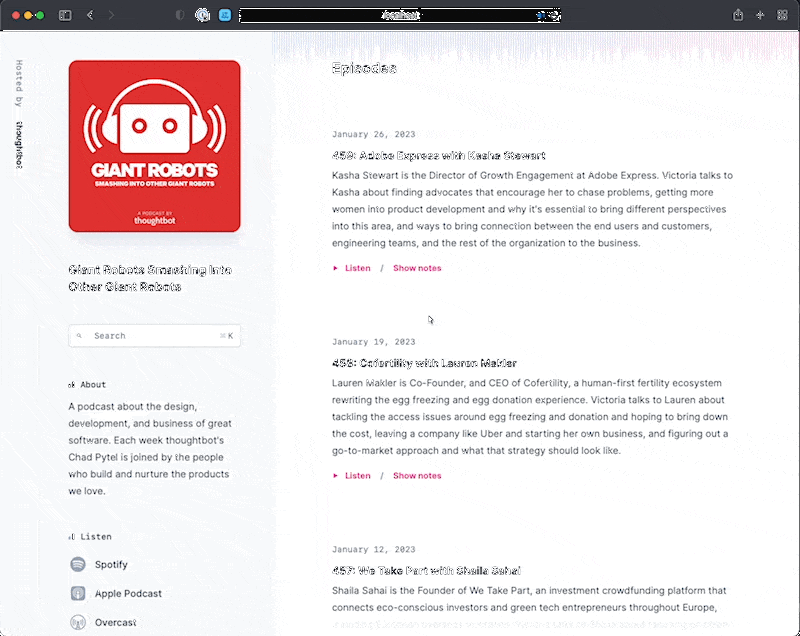 localhost
Hosted by thoughtbot
GIANT ROBOTS
SMASHING INTO OTHER GIANT ROBOTS
A PODCAST BY
thoughtbot
Giant Robots Smashing Into
Other Giant Robots
Search ⌘K
About
A podcast about the design,
development, and business of great
software. Each week thoughtbot's
Chad Pytel is joined by the people
who build and nurture the products
we love.
Listen
Spotify
Apple Podcast
Overcast
Episodes
January 26, 2023
459: Adobe Express with Kasha Stewart
Kasha Stewart is the Director of Growth Engagement at Adobe Express. Victoria talks to
Kasha about finding advocates that encourage her to chase problems, getting more
women into product development and why it's essential to bring different perspectives
into this area, and ways to bring connection between the end users and customers,
engineering teams, and the rest of the organization to the business.
Listen / Show notes
January 19, 2023
458: Cofertility with Lauren Makler
Lauren Makler is Co-Founder, and CEO of Cofertility, a human-first fertility ecosystem
rewriting the egg freezing and egg donation experience. Victoria talks to Lauren about
tackling the access issues around egg freezing and donation and hoping to bring down
the cost, leaving a company like Uber and starting her own business, and figuring out a
go-to-market approach and what that strategy should look like.
Listen / Show notes
January 12, 2023
457: We Take Part with Shaila Sahai
Shaila Sahai is the Founder of We Take Part, an investment crowdfunding platform that
connects eco-conscious investors and green tech entrepreneurs throughout Europe,